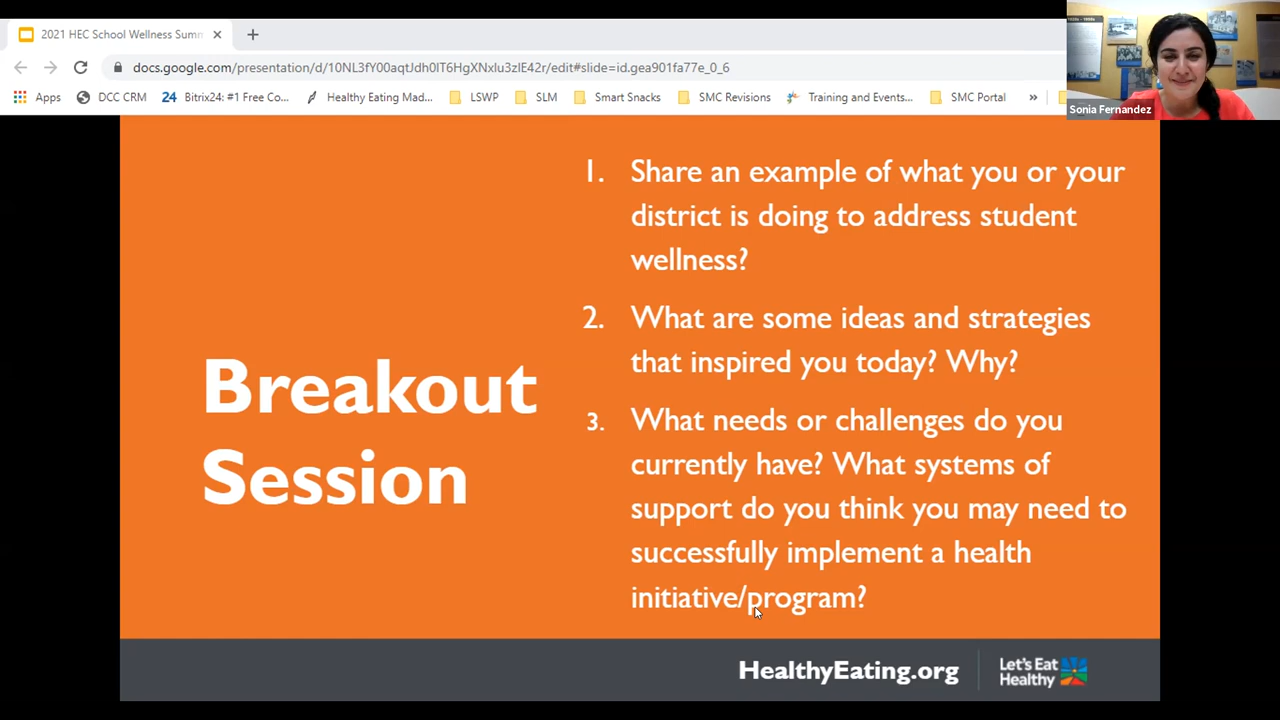 2021 HEC School Wellness Sum
docs.google.com/presentation/d/10NL3fY00aqtJdh0IT6HgXNxIu3zIE42r/edit#slide=id.gea901fa77e_0_6
Apps
DCC CRM
24 Bitrix24: #1 Free Co...
Healthy Eating Mad...
LSWP
SLM
Smart Snacks
SMC Revisions
Training and Events...
SMC Portal
»
Sonia Fernandez
Breakout
Session
1. Share an example of what you or your
district is doing to address student
wellness?
2. What are some ideas and strategies
that inspired you today? Why?
3. What needs or challenges do you
currently have? What systems of
support do you think you may need to
successfully implement a health
initiative/program?
HealthyEating.org
Let's Eat
Healthy